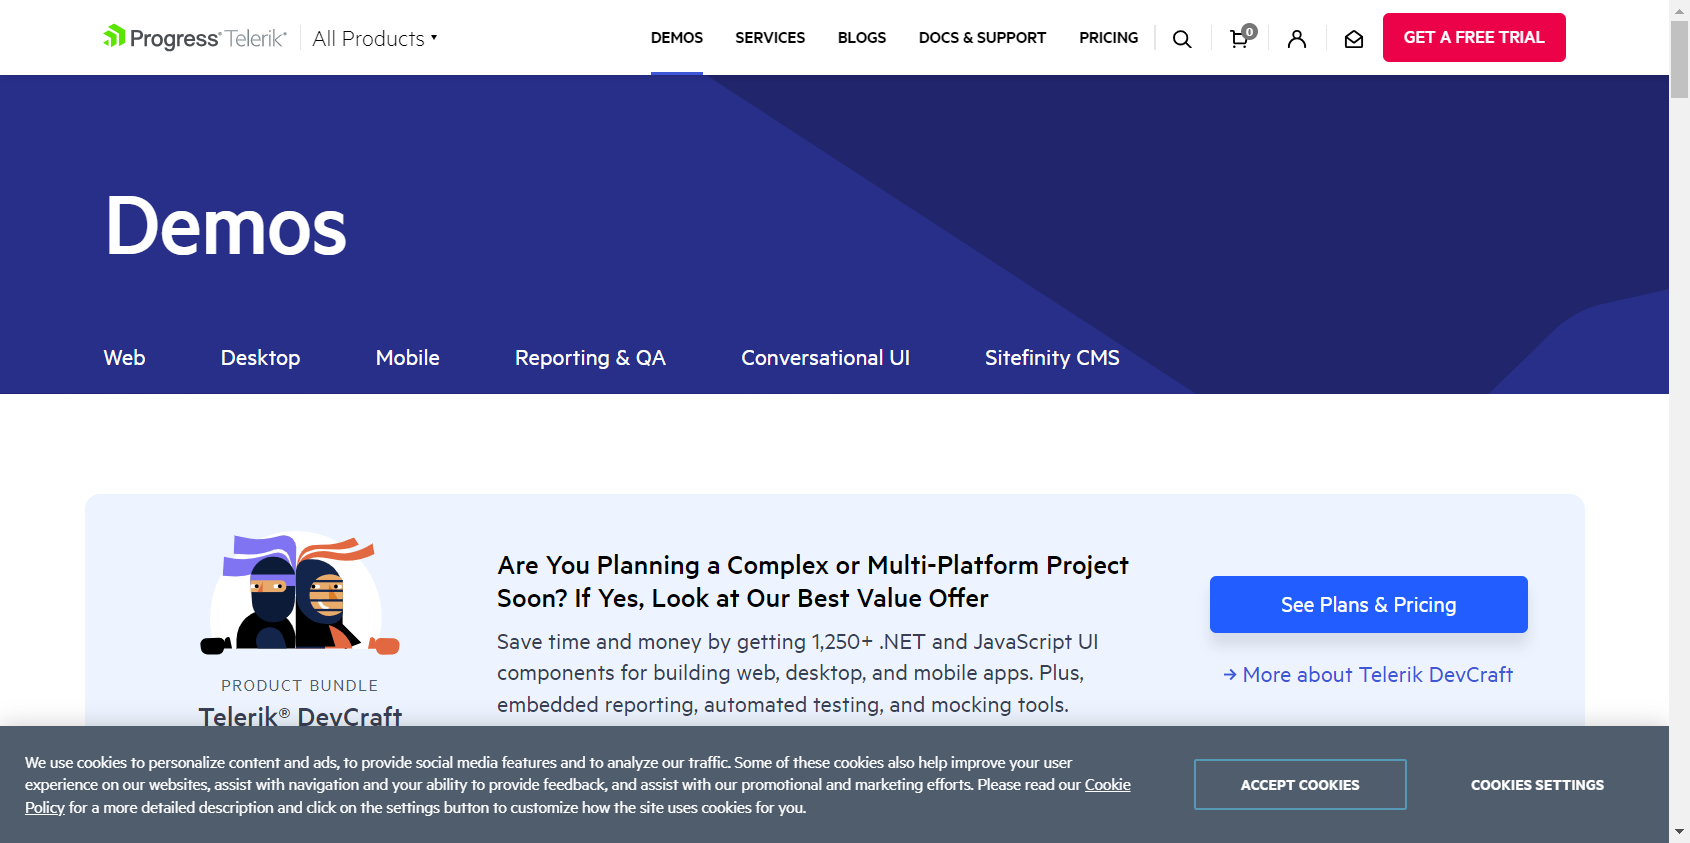 Progress Telerik
All Products
DEMOS SERVICES BLOGS DOCS & SUPPORT PRICING
0
GET A FREE TRIAL
Demos
Web Desktop Mobile Reporting & QA Conversational UI Sitefinity CMS
PRODUCT BUNDLE
Telerik® DevCraft
Are You Planning a Complex or Multi-Platform Project
Soon? If Yes, Look at Our Best Value Offer
Save time and money by getting 1,250+ .NET and JavaScript UI
components for building web, desktop, and mobile apps. Plus,
embedded reporting, automated testing, and mocking tools.
See Plans & Pricing
→ More about Telerik DevCraft
We use cookies to personalize content and ads, to provide social media features and to analyze our traffic. Some of these cookies also help improve your user
experience on our websites, assist with navigation and your ability to provide feedback, and assist with our promotional and marketing efforts. Please read our Cookie
Policy for a more detailed description and click on the settings button to customize how the site uses cookies for you.
ACCEPT COOKIES
COOKIES SETTINGS